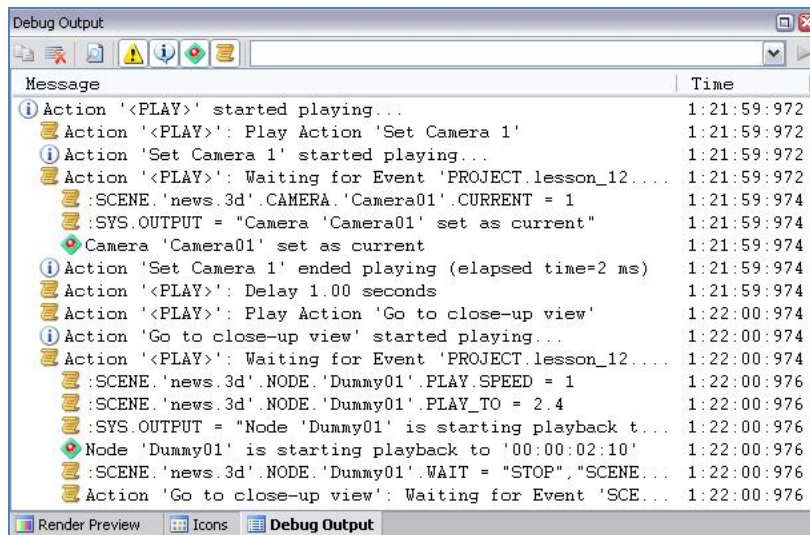 Debug Output
Message Time
Action '<PLAY>' started playing... 1:21:59:972
Action '<PLAY>': Play Action 'Set Camera 1' 1:21:59:972
Action 'Set Camera 1' started playing... 1:21:59:972
Action '<PLAY>': Waiting for Event 'PROJECT.lesson_12.... 1:21:59:972
:SCENE.'news.3d'.CAMERA.'Camera01'.CURRENT = 1 1:21:59:974
:SYS.OUTPUT = "Camera 'Camera01' set as current" 1:21:59:974
Camera 'Camera01' set as current 1:21:59:974
Action 'Set Camera 1' ended playing (elapsed time=2 ms) 1:21:59:974
Action '<PLAY>': Delay 1.00 seconds 1:21:59:974
Action '<PLAY>': Play Action 'Go to close-up view' 1:22:00:974
Action 'Go to close-up view' started playing... 1:22:00:974
Action '<PLAY>': Waiting for Event 'PROJECT.lesson_12.... 1:22:00:974
:SCENE.'news.3d'.NODE.'Dummy01'.PLAY.SPEED = 1 1:22:00:976
:SCENE.'news.3d'.NODE.'Dummy01'.PLAY_TO = 2.4 1:22:00:976
:SYS.OUTPUT = "Node 'Dummy01' is starting playback t... 1:22:00:976
Node 'Dummy01' is starting playback to '00:00:02:10' 1:22:00:976
:SCENE.'news.3d'.NODE.'Dummy01'.WAIT = "STOP","SCENE... 1:22:00:976
Action 'Go to close-up view': Waiting for Event 'SCE... 1:22:00:976
Render Preview Icons Debug Output